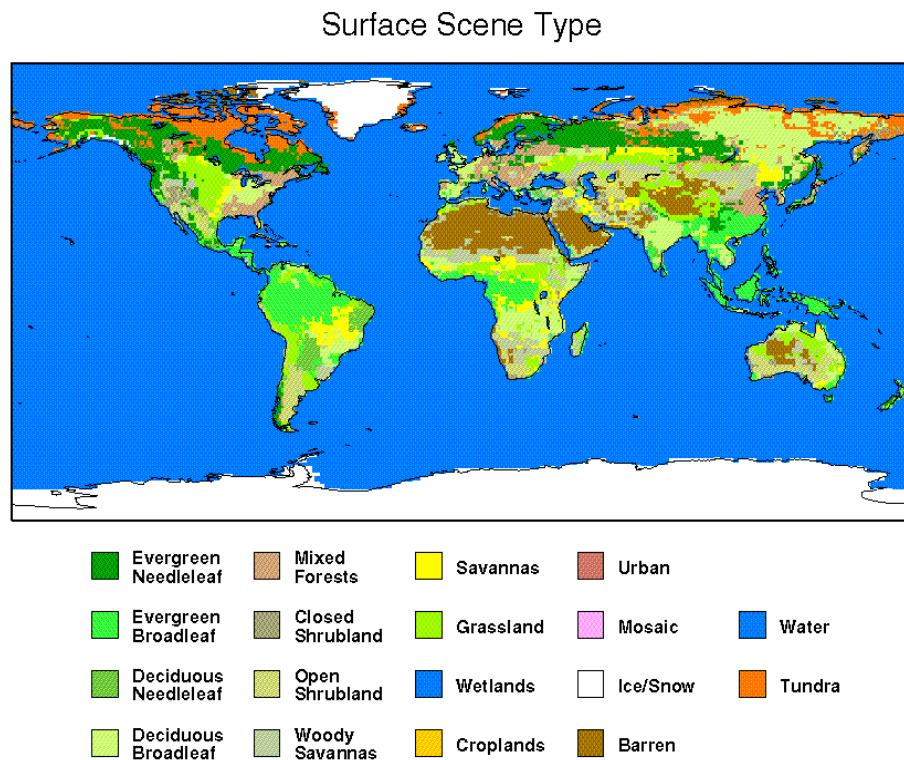 Surface Scene Type
Evergreen
Needleleaf
Mixed
Forests
Savannas
Urban
Evergreen
Broadleaf
Closed
Shrubland
Grassland
Mosaic
Water
Deciduous
Needleleaf
Open
Shrubland
Wetlands
Ice/Snow
Tundra
Deciduous
Broadleaf
Woody
Savannas
Croplands
Barren